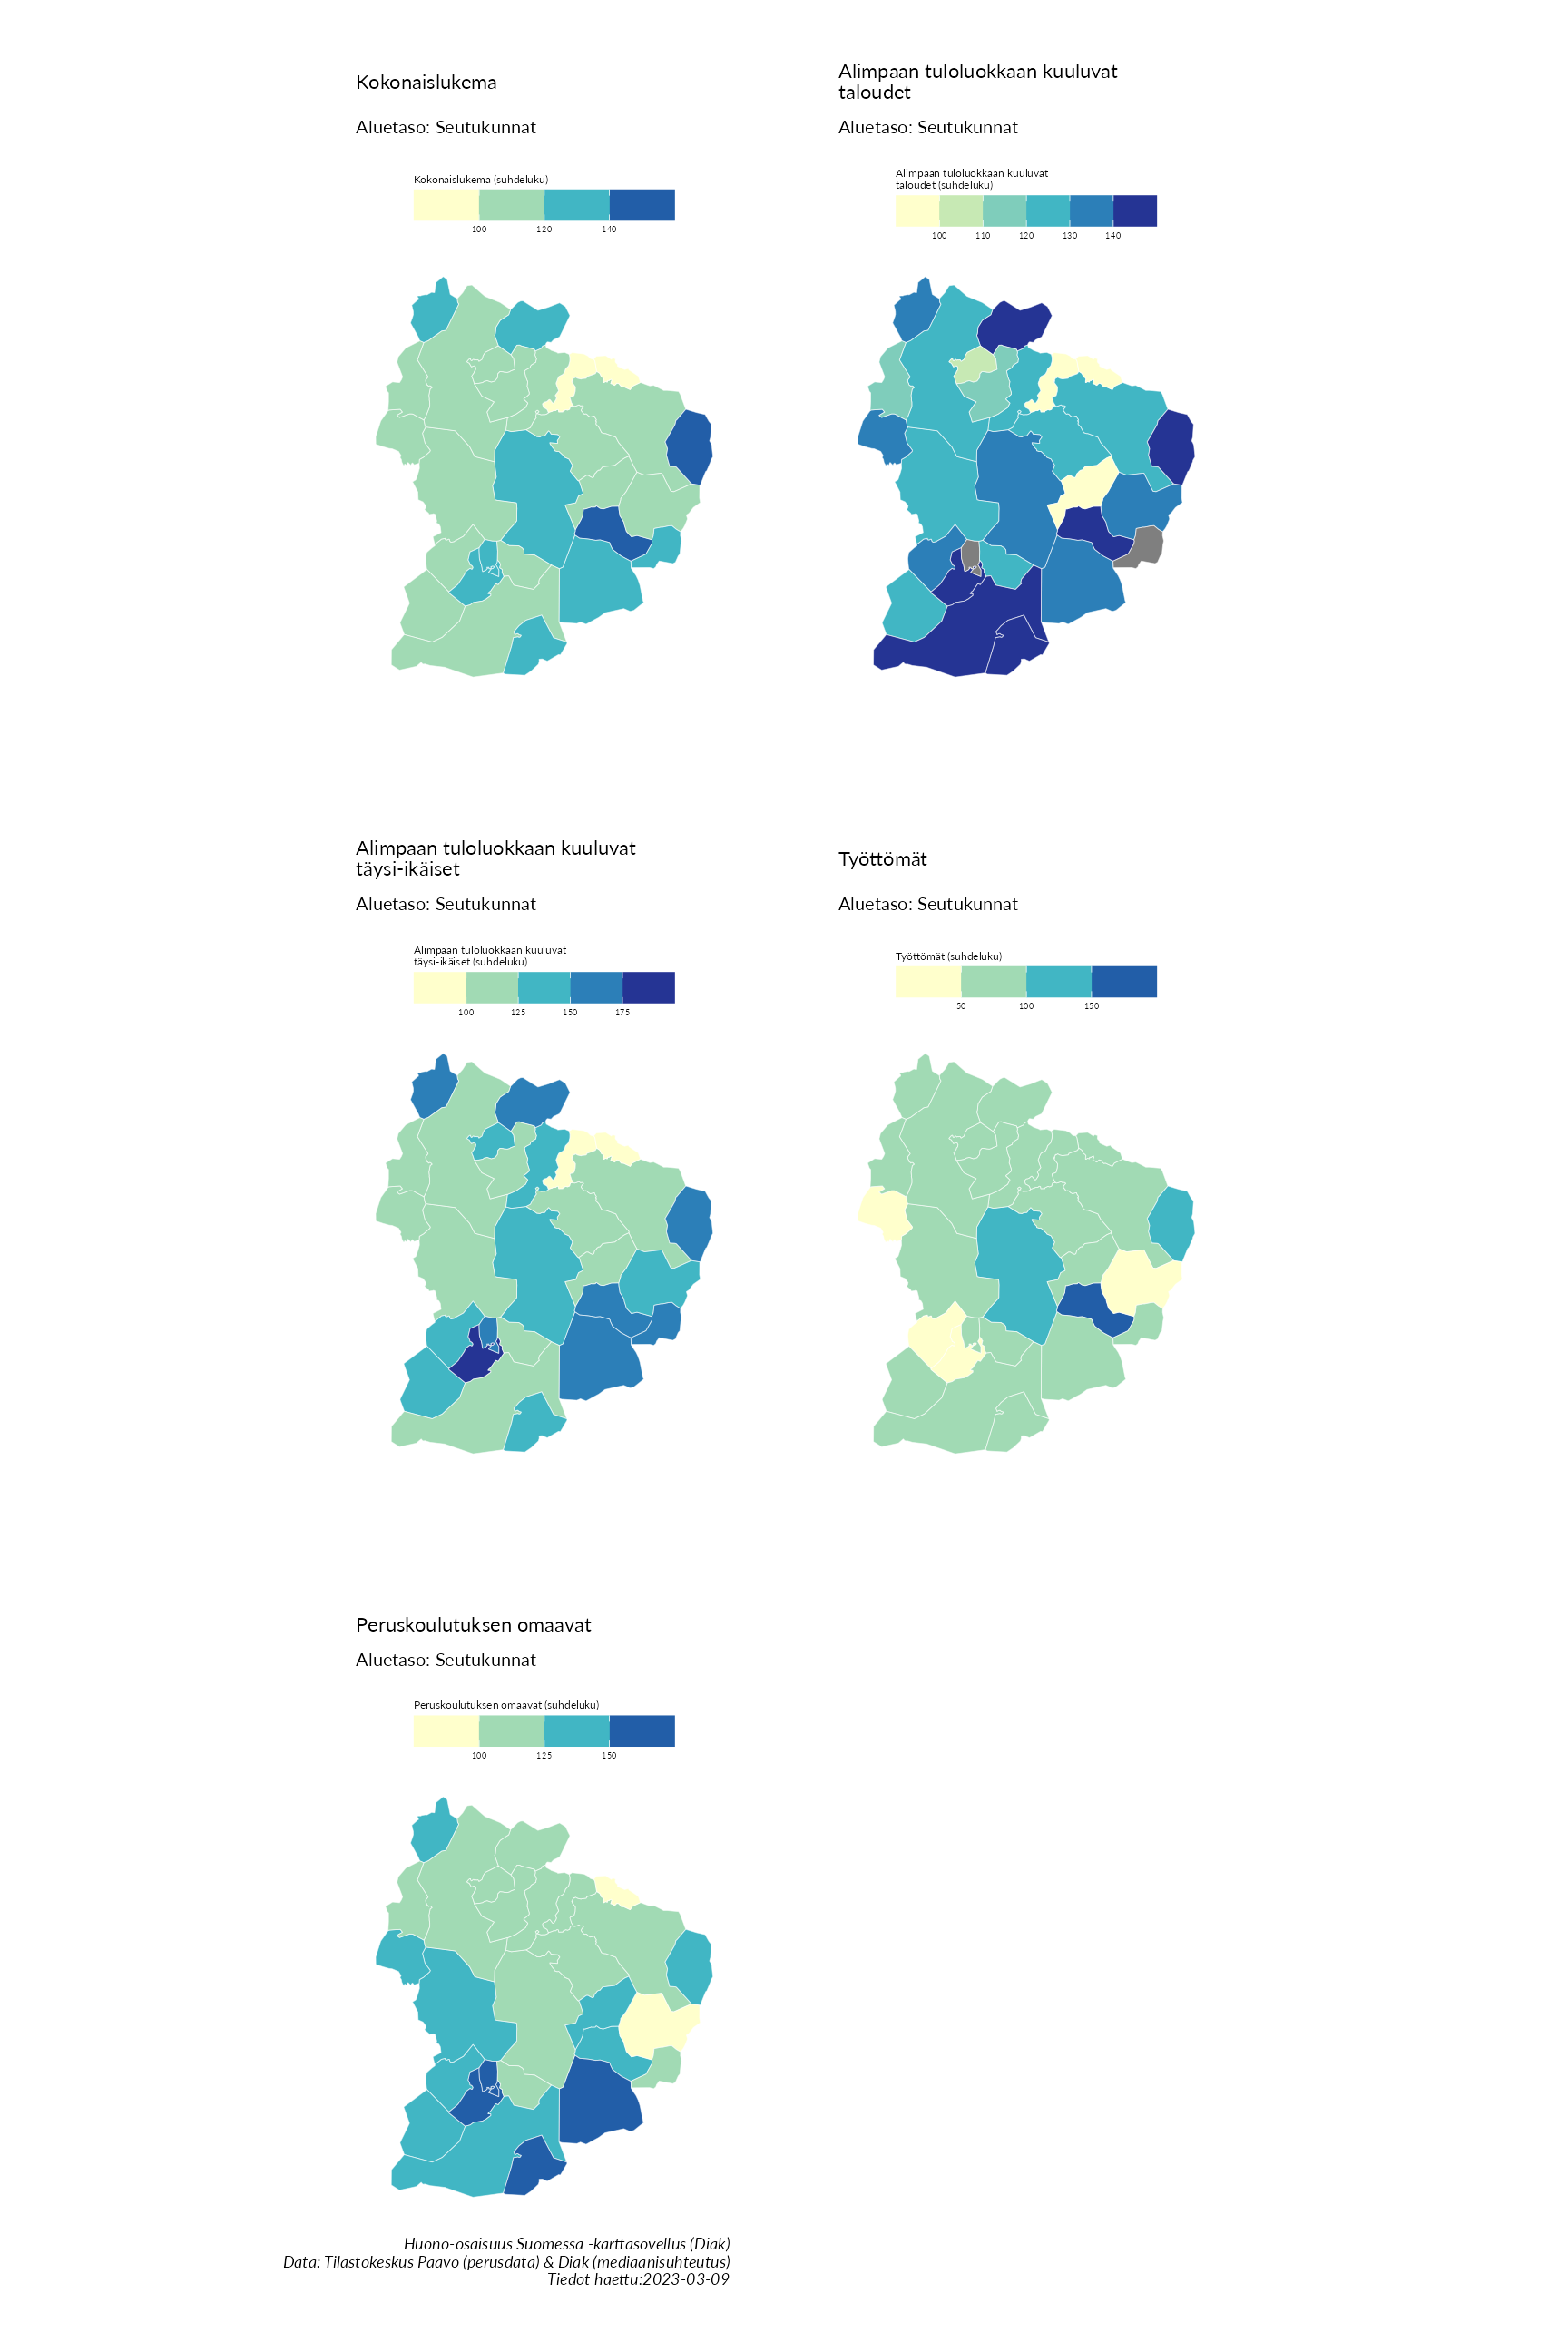 Kokonaislukema
Aluetaso: Seutukunnat
Kokonaislukema (suhdeluku)
100 120 140
Alimpaan tuloluokkaan kuuluvat
taloudet
Aluetaso: Seutukunnat
Alimpaan tuloluokkaan kuuluvat
taloudet (suhdeluku)
100 110 120 130 140
Alimpaan tuloluokkaan kuuluvat
täysi-ikäiset
Aluetaso: Seutukunnat
Alimpaan tuloluokkaan kuuluvat
täysi-ikäiset (suhdeluku)
100 125 150 175
Työttömät
Aluetaso: Seutukunnat
Työttömät (suhdeluku)
50 100 150
Peruskoulutuksen omaavat
Aluetaso: Seutukunnat
Peruskoulutuksen omaavat (suhdeluku)
100 125 150
Huono-osaisuus Suomessa -karttasovellus (Diak)
Data: Tilastokeskus Paavo (perusdata) & Diak (mediaanisuhteutus)
Tiedot haettu:2023-03-09